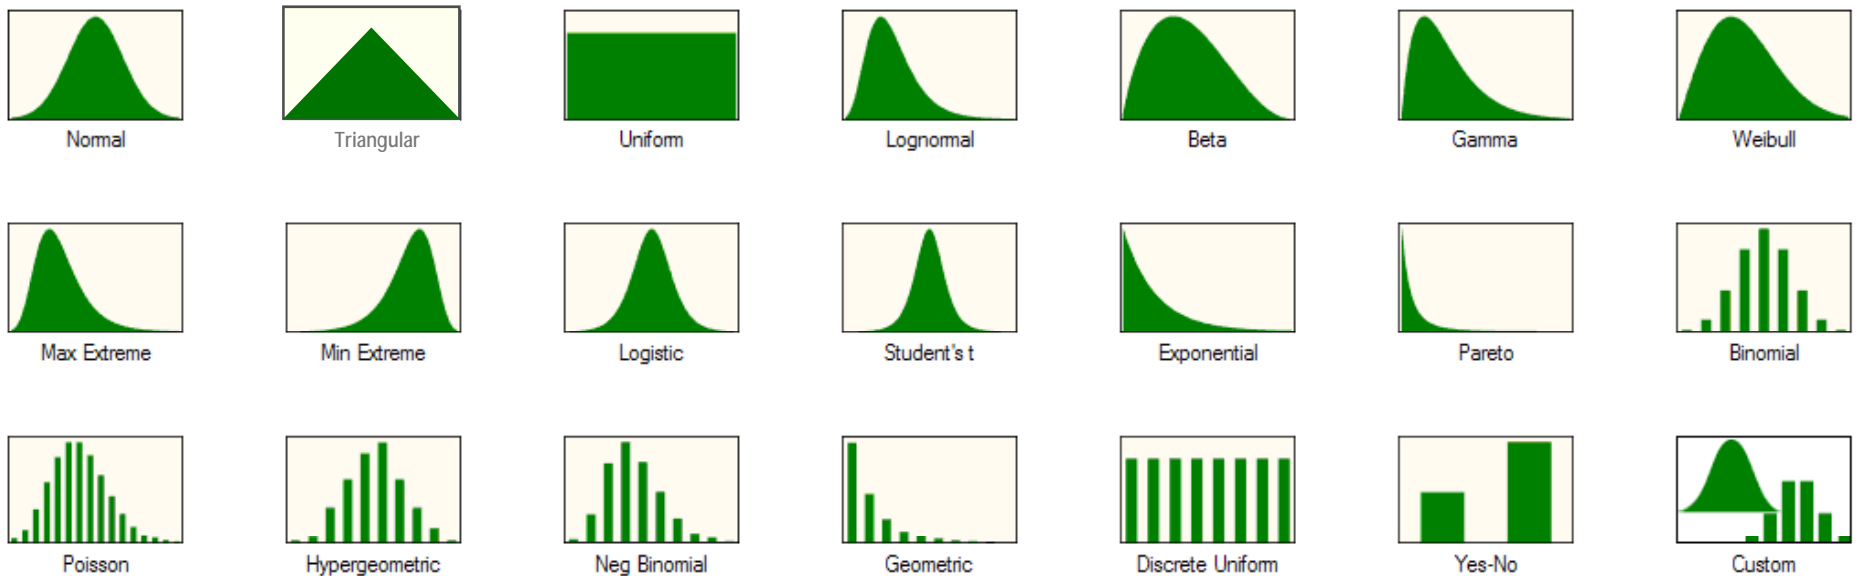 Normal
Triangular
Uniform
Lognormal
Beta
Gamma
Weibull
Max Extreme
Min Extreme
Logistic
Student's t
Exponential
Pareto
Binomial
Poisson
Hypergeometric
Neg Binomial
Geometric
Discrete Uniform
Yes-No
Custom